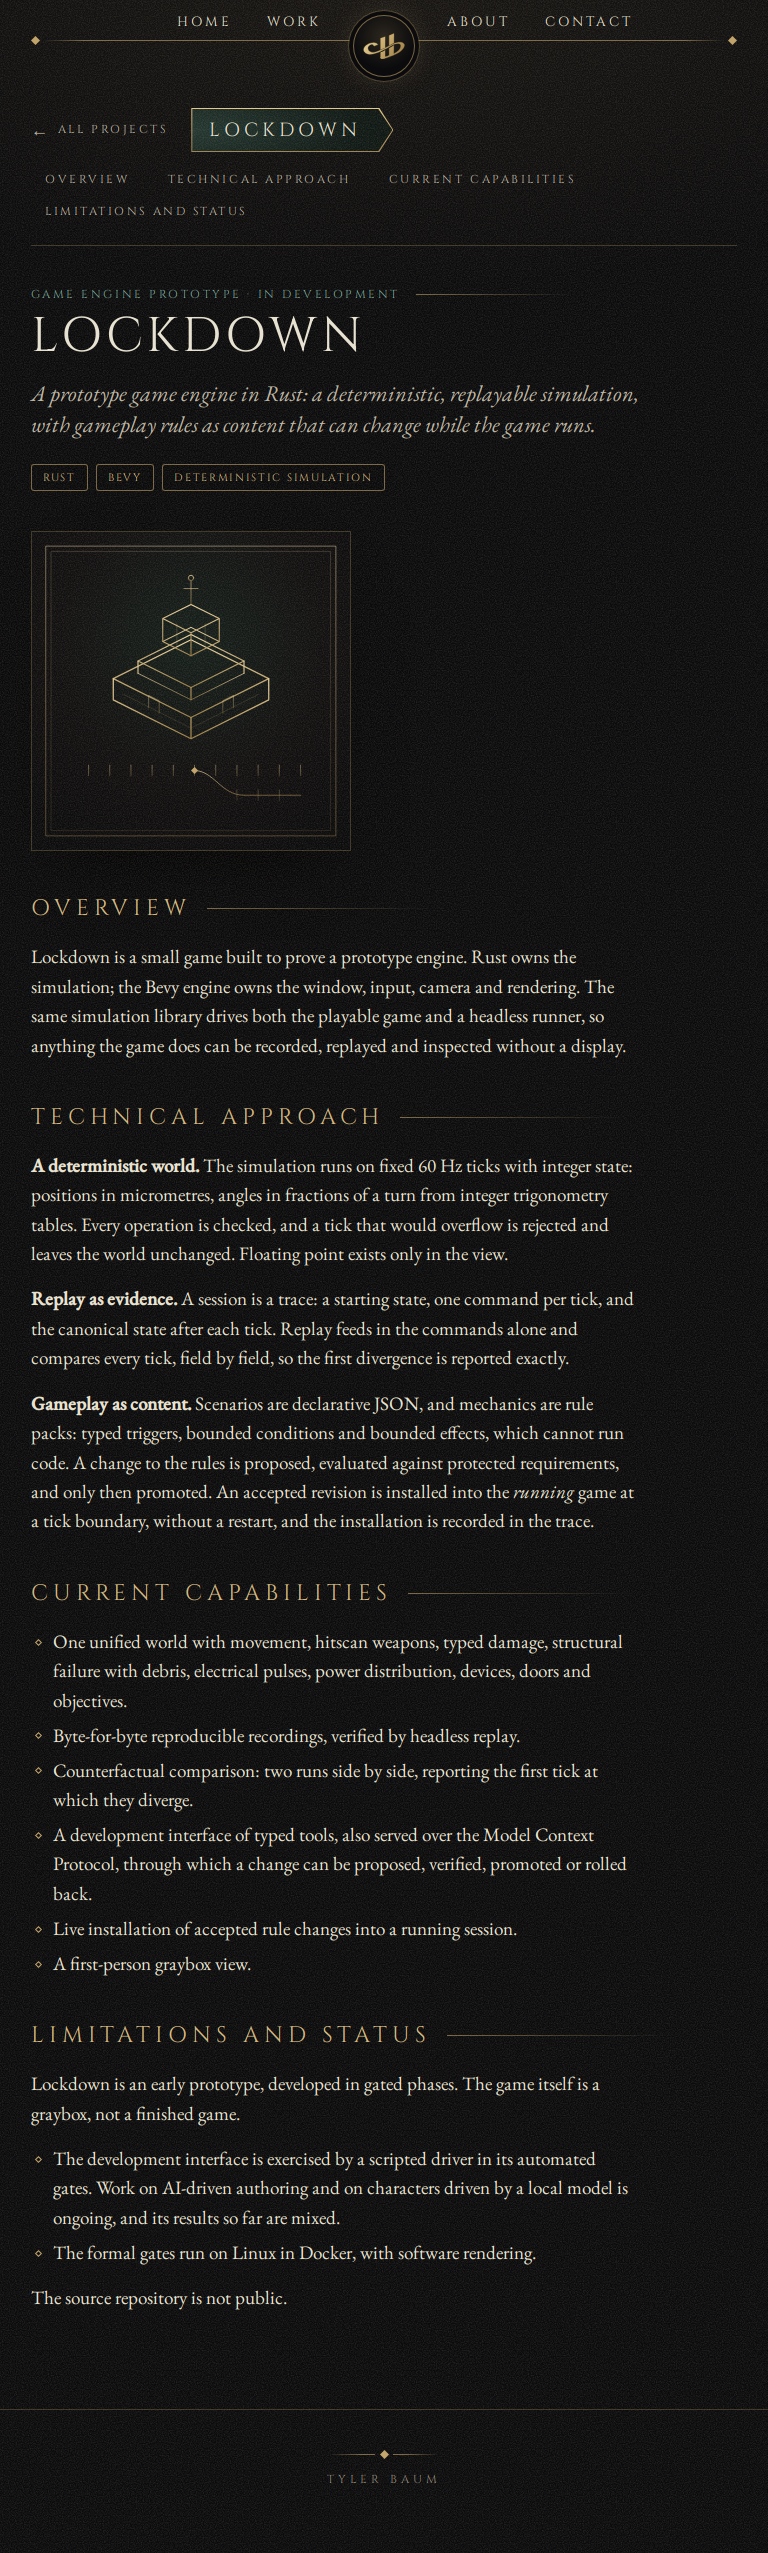 HOME WORK ABOUT CONTACT
← ALL PROJECTS LOCKDOWN
OVERVIEW TECHNICAL APPROACH CURRENT CAPABILITIES
LIMITATIONS AND STATUS
GAME ENGINE PROTOTYPE · IN DEVELOPMENT
LOCKDOWN
A prototype game engine in Rust: a deterministic, replayable simulation,
with gameplay rules as content that can change while the game runs.
RUST BEVY DETERMINISTIC SIMULATION
OVERVIEW
Lockdown is a small game built to prove a prototype engine. Rust owns the
simulation; the Bevy engine owns the window, input, camera and rendering. The
same simulation library drives both the playable game and a headless runner, so
anything the game does can be recorded, replayed and inspected without a display.
TECHNICAL APPROACH
A deterministic world. The simulation runs on fixed 60 Hz ticks with integer state:
positions in micrometres, angles in fractions of a turn from integer trigonometry
tables. Every operation is checked, and a tick that would overflow is rejected and
leaves the world unchanged. Floating point exists only in the view.
Replay as evidence. A session is a trace: a starting state, one command per tick, and
the canonical state after each tick. Replay feeds in the commands alone and
compares every tick, field by field, so the first divergence is reported exactly.
Gameplay as content. Scenarios are declarative JSON, and mechanics are rule
packs: typed triggers, bounded conditions and bounded effects, which cannot run
code. A change to the rules is proposed, evaluated against protected requirements,
and only then promoted. An accepted revision is installed into the running game at
a tick boundary, without a restart, and the installation is recorded in the trace.
CURRENT CAPABILITIES
One unified world with movement, hitscan weapons, typed damage, structural
failure with debris, electrical pulses, power distribution, devices, doors and
objectives.
Byte-for-byte reproducible recordings, verified by headless replay.
Counterfactual comparison: two runs side by side, reporting the first tick at
which they diverge.
A development interface of typed tools, also served over the Model Context
Protocol, through which a change can be proposed, verified, promoted or rolled
back.
Live installation of accepted rule changes into a running session.
A first-person graybox view.
LIMITATIONS AND STATUS
Lockdown is an early prototype, developed in gated phases. The game itself is a
graybox, not a finished game.
The development interface is exercised by a scripted driver in its automated
gates. Work on AI-driven authoring and on characters driven by a local model is
ongoing, and its results so far are mixed.
The formal gates run on Linux in Docker, with software rendering.
The source repository is not public.
TYLER BAUM